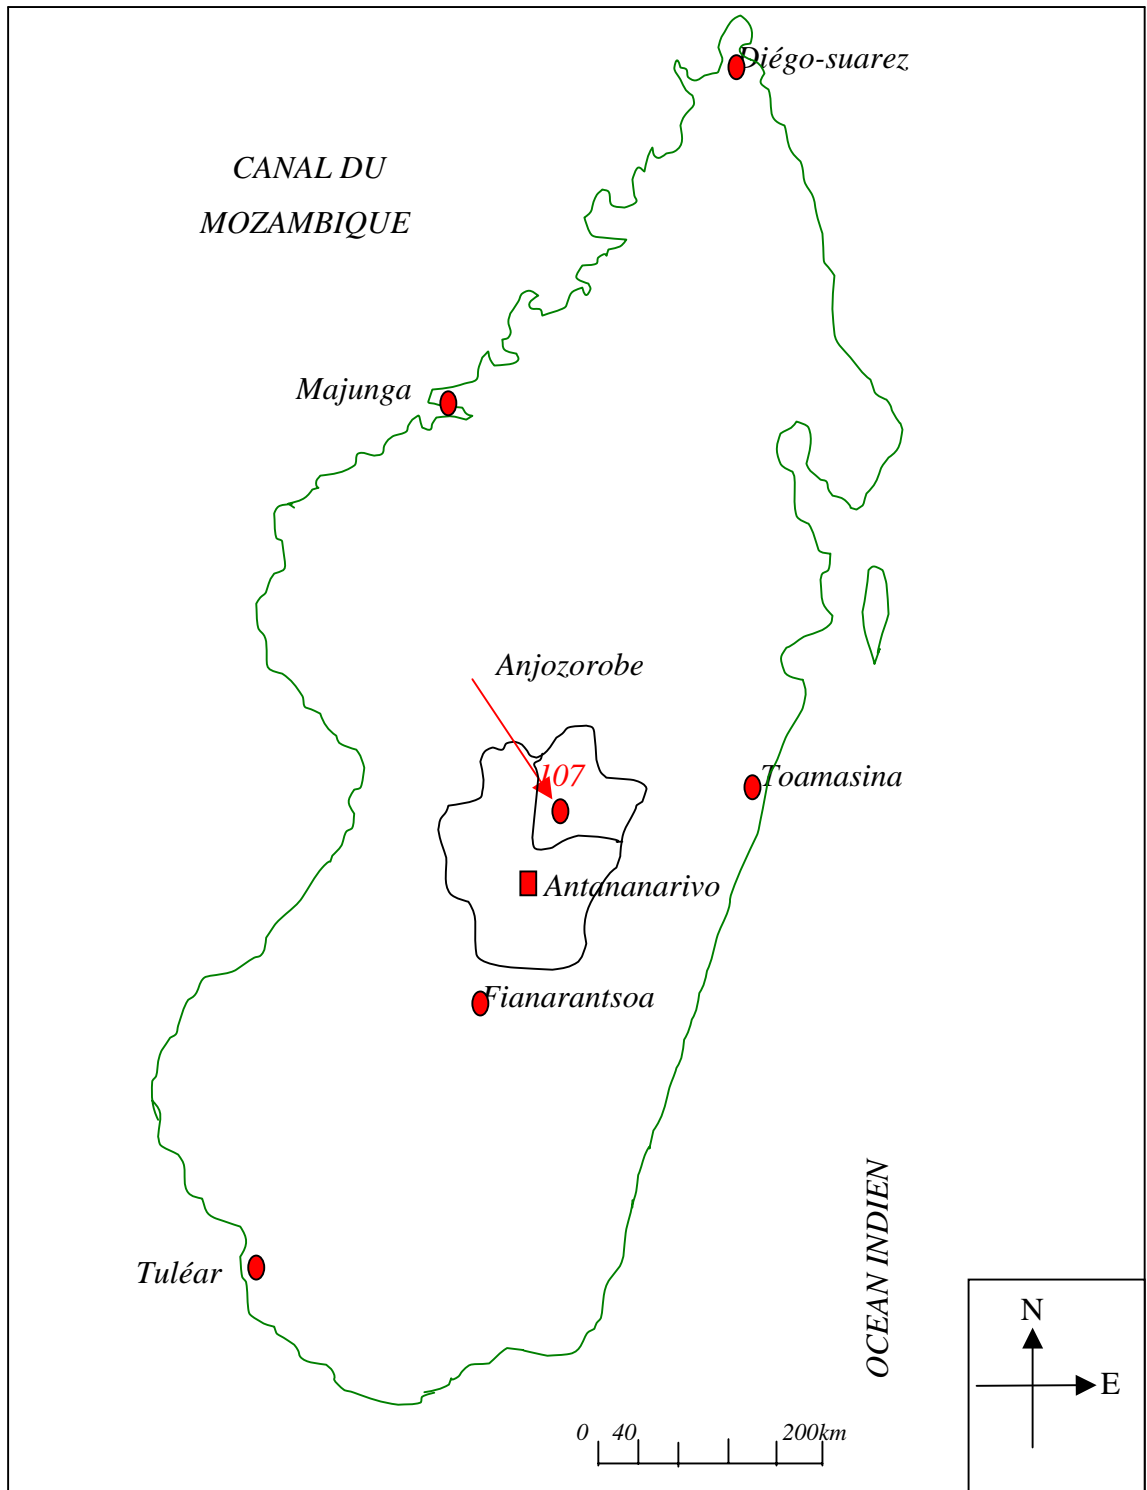 Diégo-suarez
CANAL DU
MOZAMBIQUE
Majunga
Anjozorobe
107
Toamasina
Antananarivo
Fianarantsoa
Tuléar
OCEAN INDIEN
N
E
0 40 200km